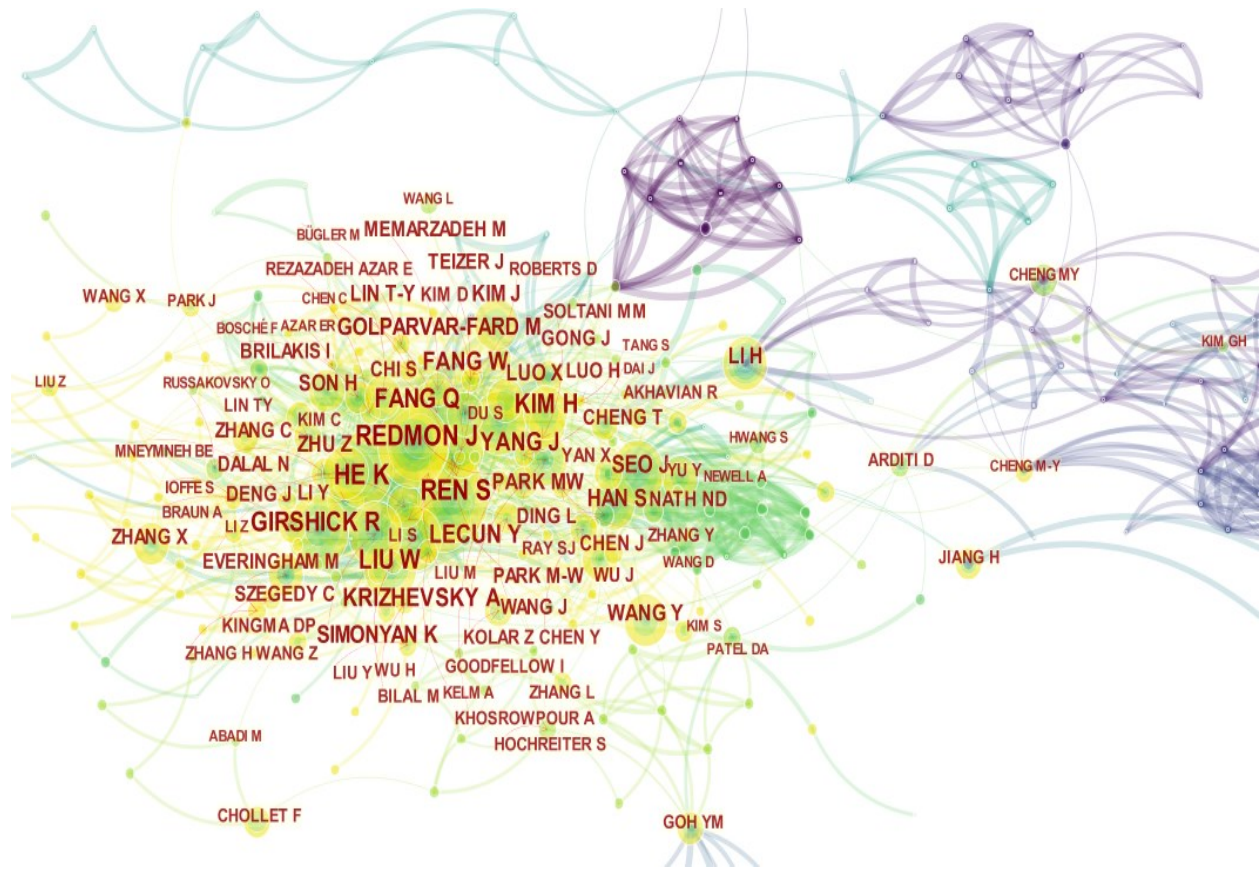 WANG L
BÜGLER M
MEMARZADEH M
REZAZADEH AZAR E
TEIZER J
ROBERTS D
CHENG MY
WANG X
PARK J
CHEN C
LIN T-Y
KIM D
KIM J
SOLTANI MM
BOSCHÉ F
AZAR ER
GOLPARVAR-FARD M
GONG J
TANG S
KIM GH
BRILAKIS I
CHI S
FANG W
LUO X
LUO H
DAI J
LI H
LIU Z
RUSSAKOVSKY O
SON H
FANG Q
KIM H
AKHAVIAN R
LIN TY
KIM C
DU S
CHENG T
ZHANG C
ZHU Z
REDMON J
YANG J
HWANG S
MNEYMNEH BE
YAN X
DALAL N
HE K
SEO J
YU Y
NEWELL A
ARDITI D
CHENG M-Y
IOFFE S
DENG J
LI Y
REN S
PARK MW
HAN S
NATH ND
BRAUN A
LI Z
GIRSHICK R
DING L
ZHANG X
LI S
LECUN Y
RAY SJ
CHEN J
ZHANG Y
EVERINGHAM M
LIU W
LIU M
PARK M-W
WU J
WANG D
JIANG H
SZEGEDY C
KRIZHEVSKY A
WANG J
WANG Y
KINGMA DP
SIMONYAN K
KOLAR Z
CHEN Y
KIM S
ZHANG H
WANG Z
PATEL DA
LIU Y
WU H
GOODFELLOW I
BILAL M
KELM A
ZHANG L
KHOSROWPOUR A
ABADI M
HOCHREITER S
CHOLLET F
GOH YM